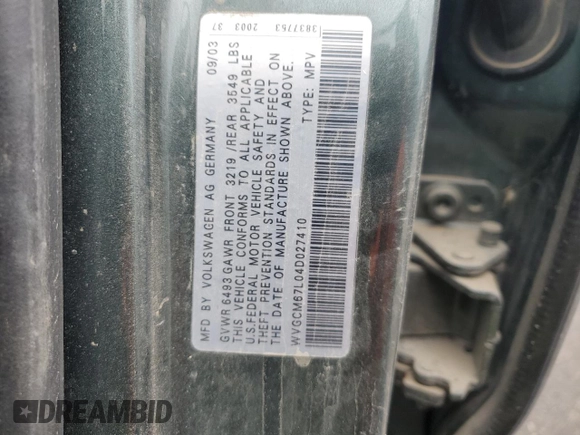 3837753 2003 37
MFD BY VOLKSWAGEN AG GERMANY 09/03
GVWR 6493 GAWR FRONT 3219 /REAR 3549 LBS
THIS VEHICLE CONFORMS TO ALL APPLICABLE
U.S.FEDERAL MOTOR VEHICLE SAFETY AND
THEFT PREVENTION STANDARDS IN EFFECT ON
THE DATE OF MANUFACTURE SHOWN ABOVE.
WVGCM67L04D027410 TYPE: MPV
DREAMBID